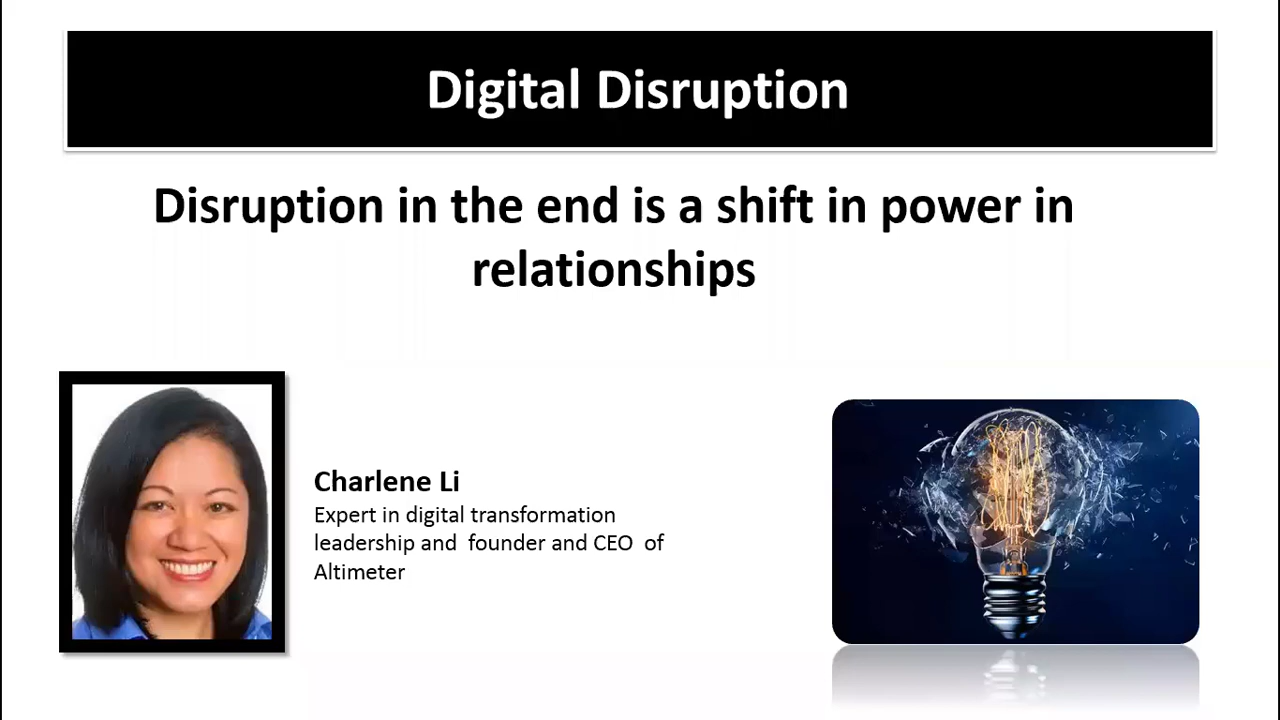 Digital Disruption
Disruption in the end is a shift in power in
relationships
Charlene Li
Expert in digital transformation
leadership and  founder and CEO  of
Altimeter